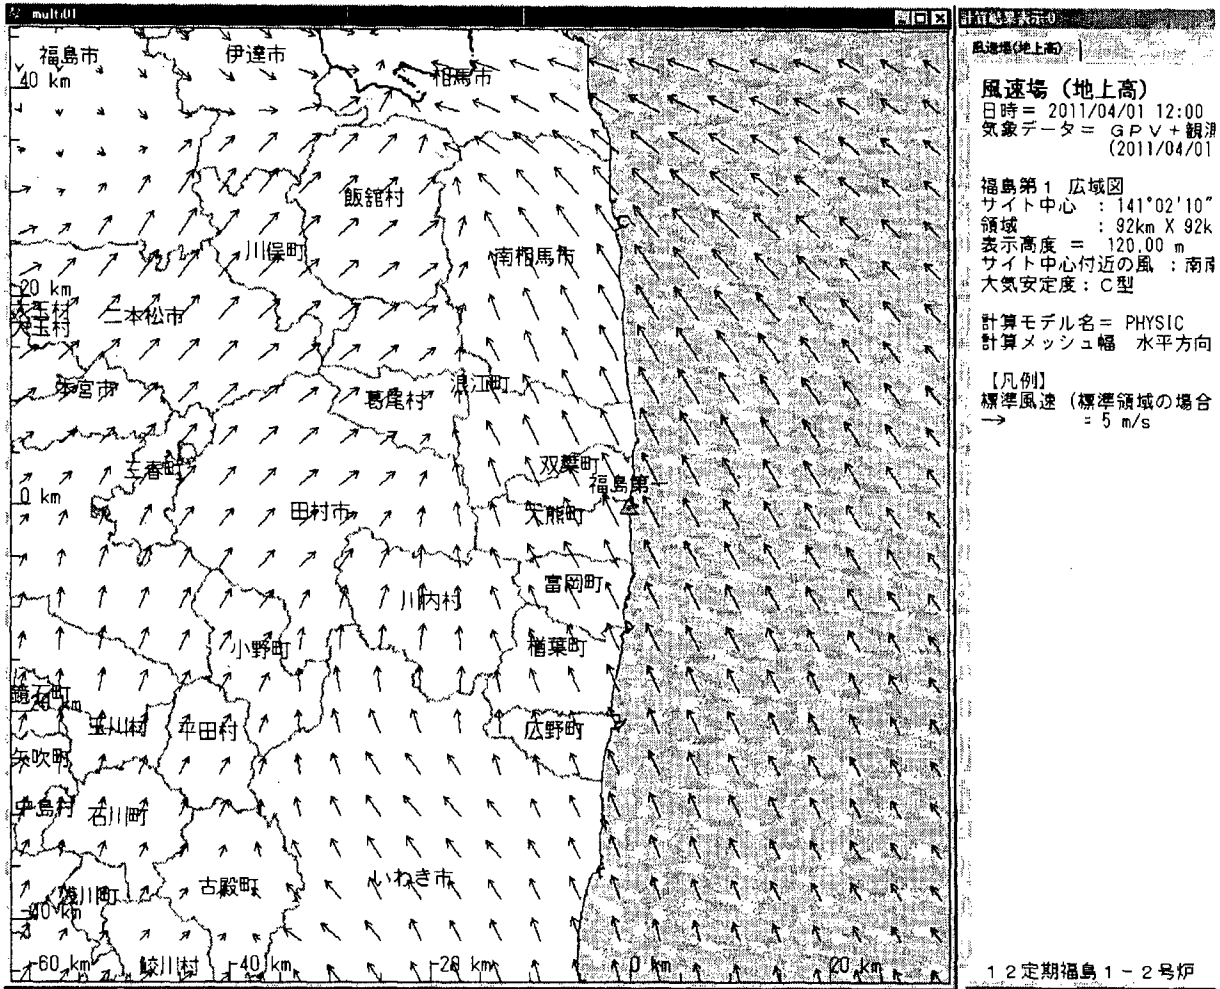 multi01
福島市
伊達市
相馬市
40 km
飯舘村
川俣町
南相馬市
20 km
大玉村
大玉村
二本松市
本宮市
浪江町
葛尾村
三春町
双葉町
福島第一
0 km
田村市
大熊町
富岡町
川内村
小野町
楢葉町
鏡石町
玉川村
平田村
広野町
矢吹町
中島村
石川町
古殿町
いわき市
浅川町
-40 km
-60 km
鮫川村
-40 km
-20 km
0 km
20 km
計算結果表示:0
風速場(地上高)
風速場（地上高）
日時＝ 2011/04/01 12:00
気象データ＝ ＧＰＶ＋観測
(2011/04/01
福島第１ 広域図
サイト中心 ： 141°02'10"
領域 ： 92km X 92k
表示高度 ＝ 120.00 m
サイト中心付近の風 ：南南
大気安定度：Ｃ型
計算モデル名＝ PHYSIC
計算メッシュ幅 水平方向
【凡例】
標準風速（標準領域の場合
→ ＝ 5 m/s
１２定期福島１－２号炉